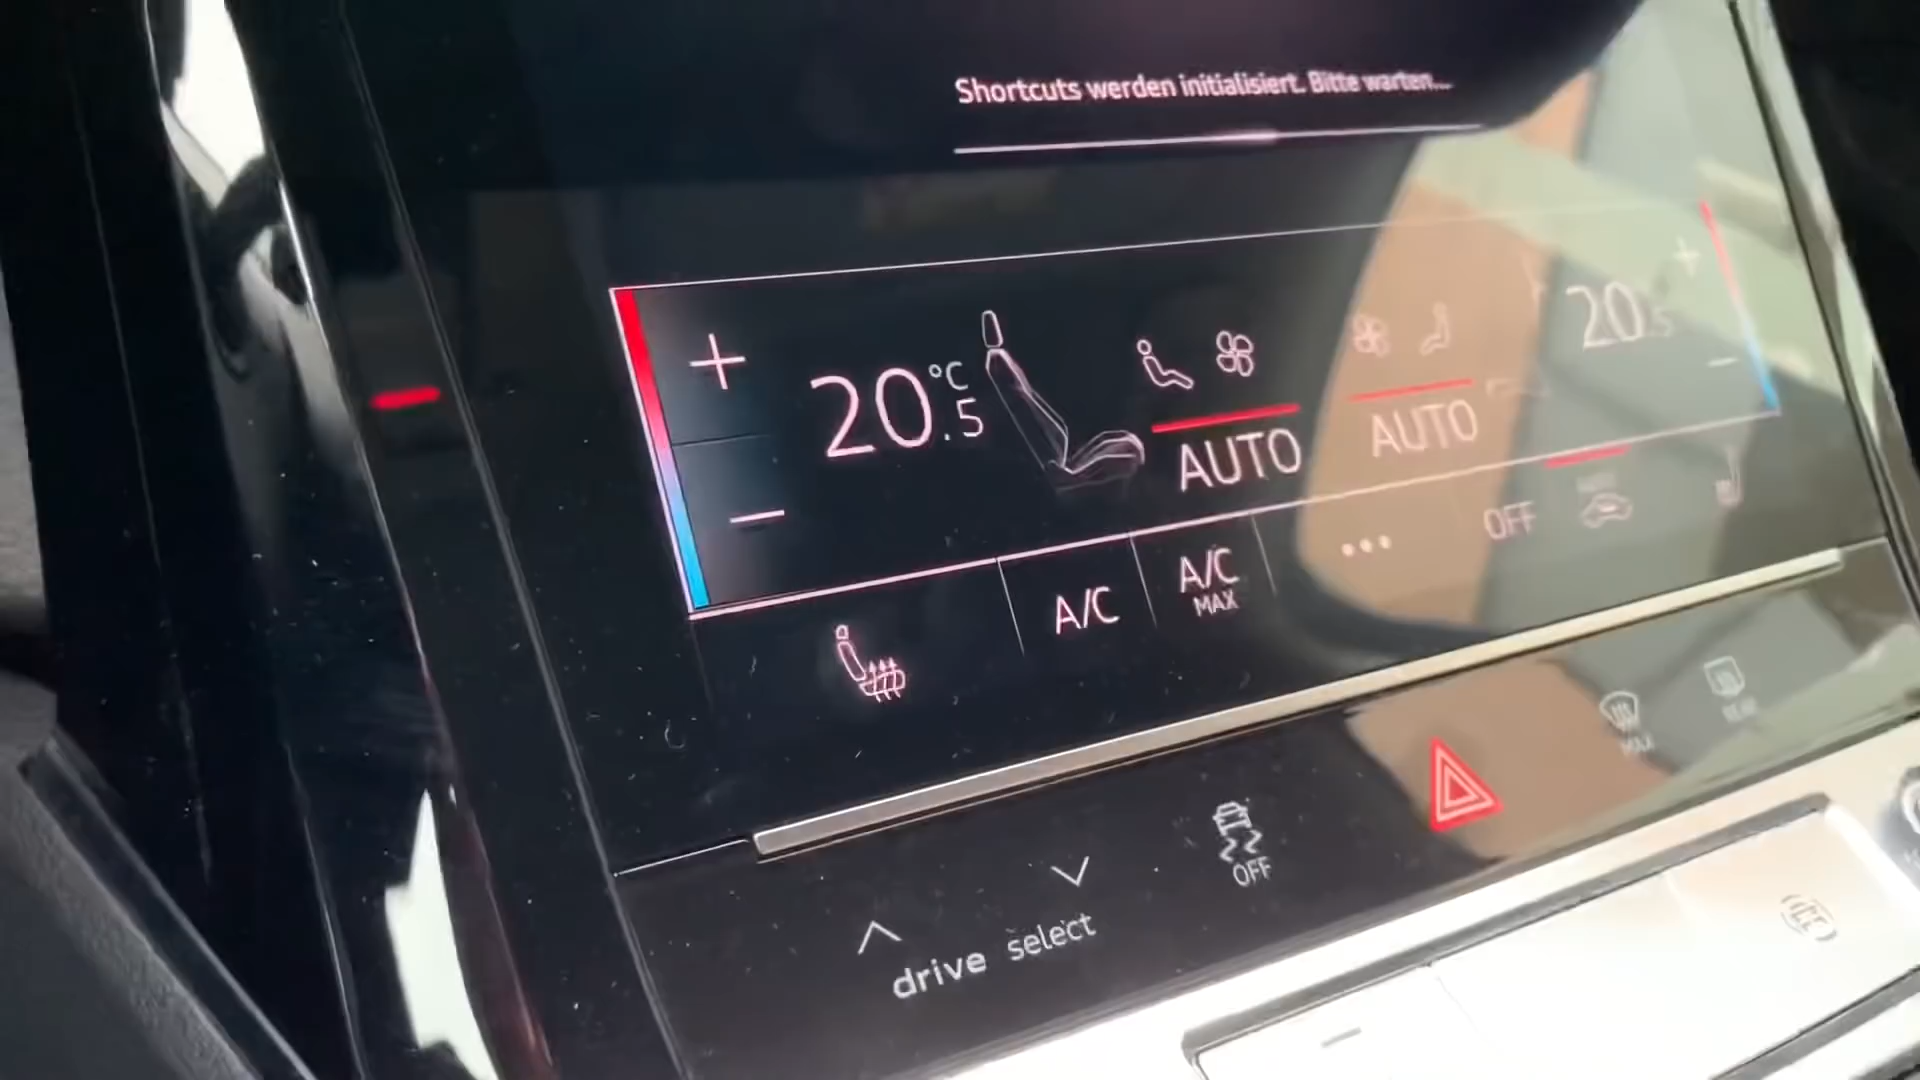 Shortcuts werden initialisiert. Bitte warten...
20.5 °C
AUTO
AUTO
20.5
A/C
A/C
MAX
OFF
drive select
OFF